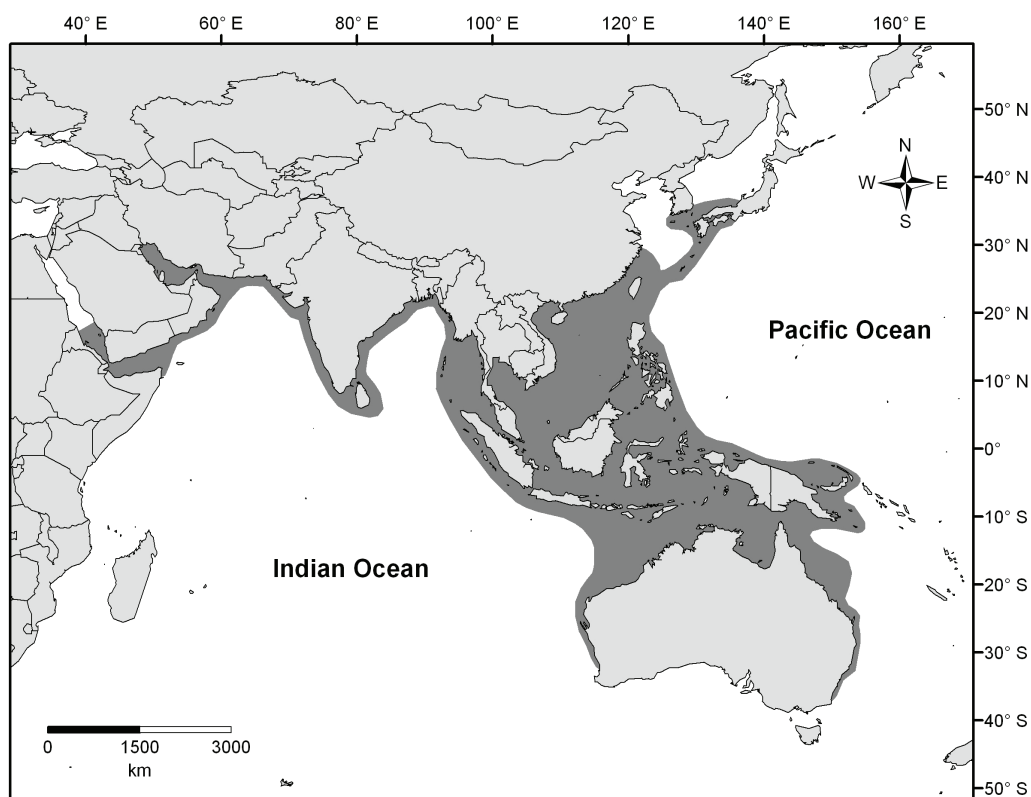 40° E 60° E 80° E 100° E 120° E 140° E 160° E
50° N
N
40° N
W E
S
30° N
20° N
Pacific Ocean
10° N
0°
10° S
Indian Ocean
20° S
30° S
40° S
0 1500 3000
km
50° S